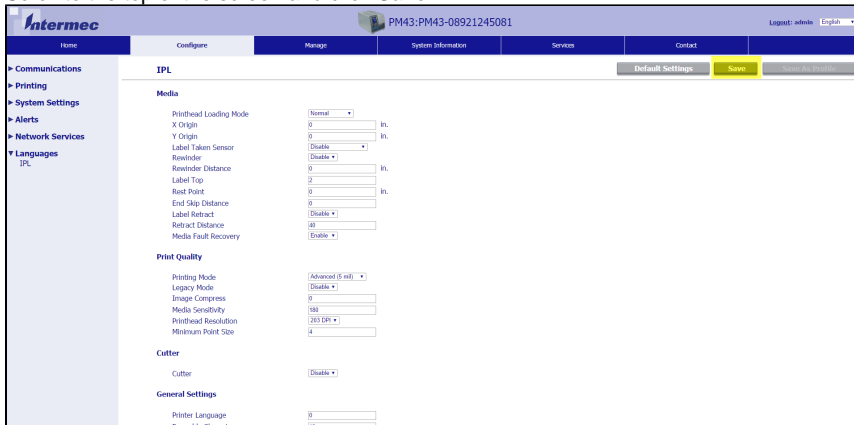 Intermec
PM43:PM43-08921245081
Logout: admin English
Home Configure Manage System Information Services Contact
Communications
Printing
System Settings
Alerts
Network Services
Languages
IPL
IPL Default Settings Save Save As Profile
Media
Printhead Loading Mode Normal
X Origin 0 in.
Y Origin 0 in.
Label Taken Sensor Disable
Rewinder Disable
Rewinder Distance 0 in.
Label Top 2
Rest Point 0 in.
End Skip Distance 0
Label Retract Disable
Retract Distance 40
Media Fault Recovery Enable
Print Quality
Printing Mode Advanced (5 mil)
Legacy Mode Disable
Image Compress 0
Media Sensitivity 180
Printhead Resolution 203 DPI
Minimum Point Size 4
Cutter
Cutter Disable
General Settings
Printer Language 0